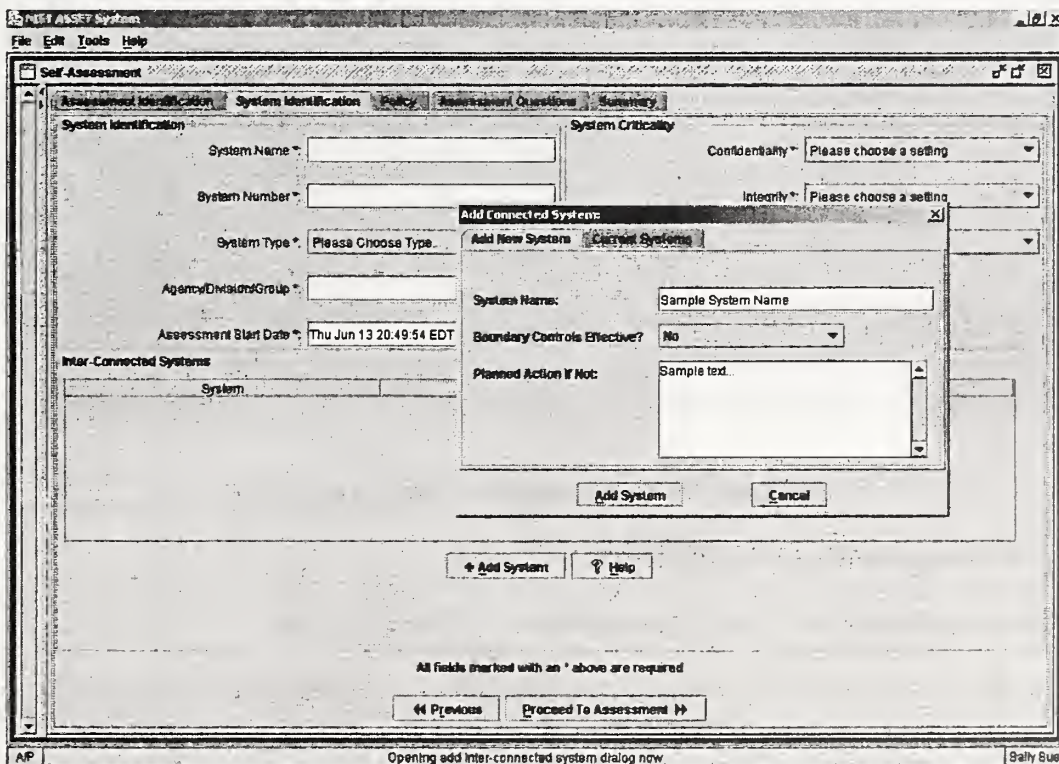 NIST ASSET System
File Edit Tools Help
Self-Assessment
Assessment Identification System Identification Policy Assessment Questions Summary
System Identification
System Name *:
System Number *:
System Type *: Please Choose Type..
Agency/Division/Group *:
Assessment Start Date *: Thu Jun 13 20:49:54 EDT
System Criticality
Confidentiality *: Please choose a setting
Integrity *: Please choose a setting
Add Connected System:
Add New System Current Systems
System Name: Sample System Name
Boundary Controls Effective? No
Planned Action If Not: Sample text...
Add System Cancel
Inter-Connected Systems
System
+ Add System ? Help
All fields marked with an * above are required
Previous Proceed To Assessment
A/P Opening add inter-connected system dialog now. Sally Sue